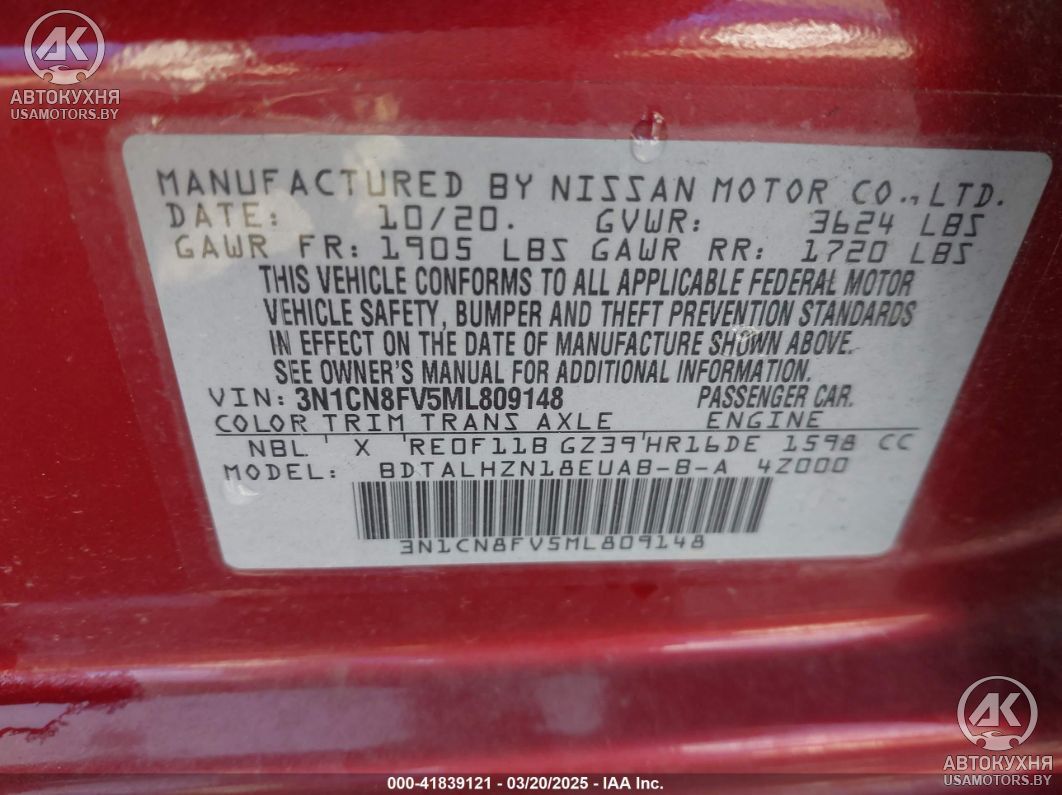 AK
АВТОКУХНЯ
USAMOTORS.BY
MANUFACTURED BY NISSAN MOTOR CO., LTD.
DATE: 10/20. GVWR: 3624 LBS
GAWR FR: 1905 LBS GAWR RR: 1720 LBS
THIS VEHICLE CONFORMS TO ALL APPLICABLE FEDERAL MOTOR
VEHICLE SAFETY, BUMPER AND THEFT PREVENTION STANDARDS
IN EFFECT ON THE DATE OF MANUFACTURE SHOWN ABOVE.
SEE OWNER'S MANUAL FOR ADDITIONAL INFORMATION.
VIN: 3N1CN8FV5ML809148 PASSENGER CAR.
COLOR TRIM TRANS AXLE ENGINE
NBL ' X 'RE0F11B GZ39'HR16DE 1598 CC
MODEL: BDTALHZN18EUAB-B-A 4Z000
3N1CN8FV5ML809148
AK
АВТОКУХНЯ
USAMOTORS.BY
000-41839121 - 03/20/2025 - IAA Inc.